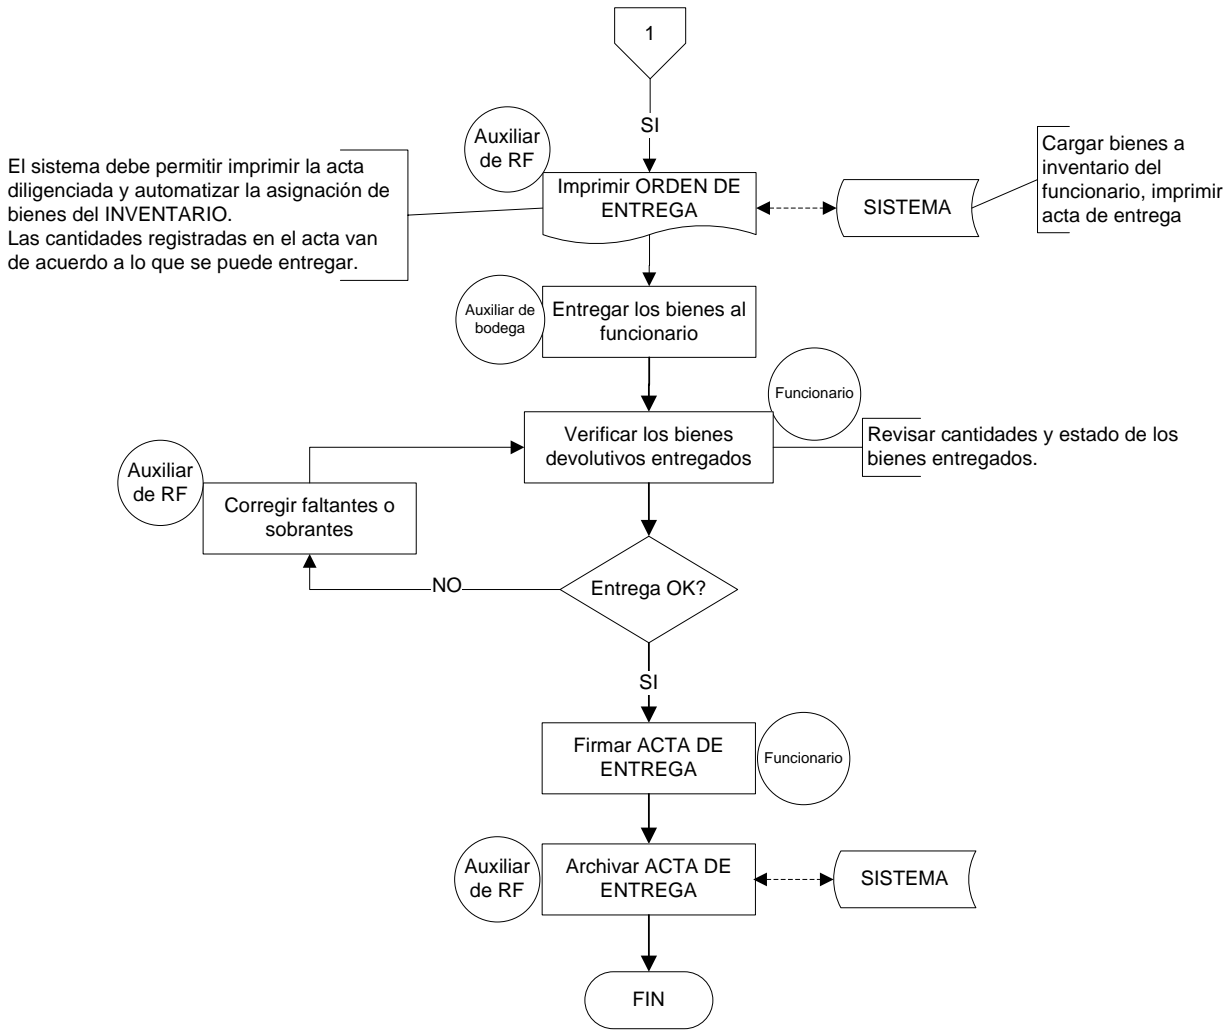 1
SI
Auxiliar
de RF
El sistema debe permitir imprimir la acta
diligenciada y automatizar la asignación de
bienes del INVENTARIO.
Las cantidades registradas en el acta van
de acuerdo a lo que se puede entregar.
Imprimir ORDEN DE
ENTREGA
SISTEMA
Cargar bienes a
inventario del
funcionario, imprimir
acta de entrega
Auxiliar de
bodega
Entregar los bienes al
funcionario
Funcionario
Verificar los bienes
devolutivos entregados
Revisar cantidades y estado de los
bienes entregados.
Auxiliar
de RF
Corregir faltantes o
sobrantes
NO
Entrega OK?
SI
Firmar ACTA DE
ENTREGA
Funcionario
Auxiliar
de RF
Archivar ACTA DE
ENTREGA
SISTEMA
FIN